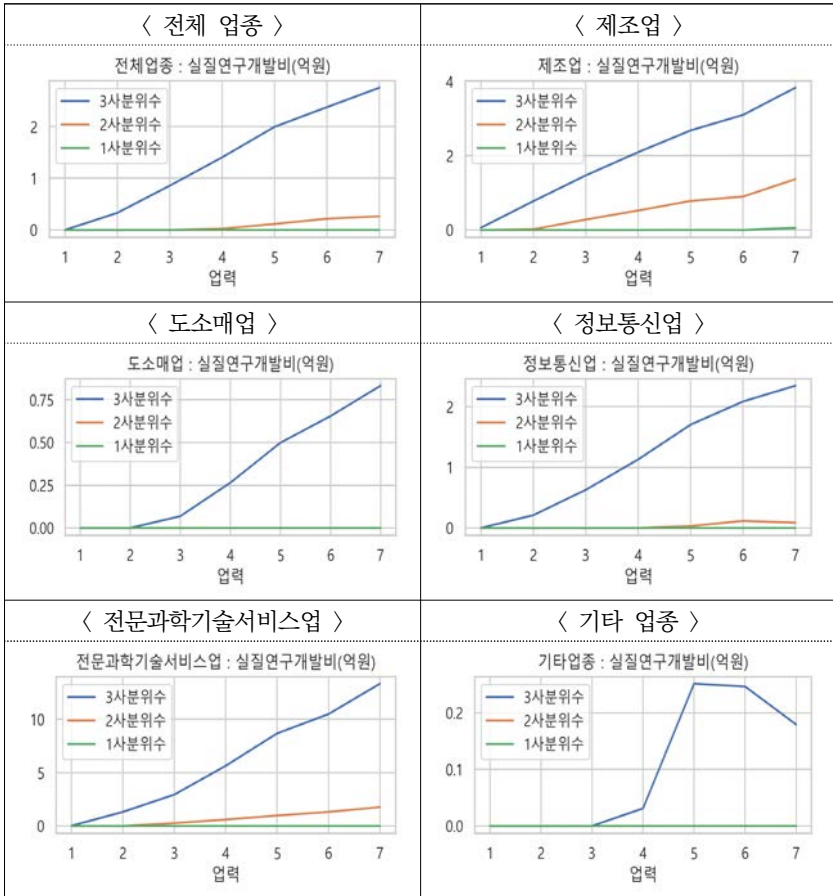 〈 전체 업종 〉
전체업종 : 실질연구개발비(억원)
3사분위수
2사분위수
1사분위수
2
1
0
1 2 3 4 5 6 7
업력
〈 제조업 〉
제조업 : 실질연구개발비(억원)
4
3사분위수
2사분위수
1사분위수
2
0
1 2 3 4 5 6 7
업력
〈 도소매업 〉
도소매업 : 실질연구개발비(억원)
3사분위수
2사분위수
1사분위수
0.75
0.50
0.25
0.00
1 2 3 4 5 6 7
업력
〈 정보통신업 〉
정보통신업 : 실질연구개발비(억원)
3사분위수
2사분위수
1사분위수
2
1
0
1 2 3 4 5 6 7
업력
〈 전문과학기술서비스업 〉
전문과학기술서비스업 : 실질연구개발비(억원)
3사분위수
2사분위수
1사분위수
10
5
0
1 2 3 4 5 6 7
업력
〈 기타 업종 〉
기타업종 : 실질연구개발비(억원)
3사분위수
2사분위수
1사분위수
0.2
0.1
0.0
1 2 3 4 5 6 7
업력